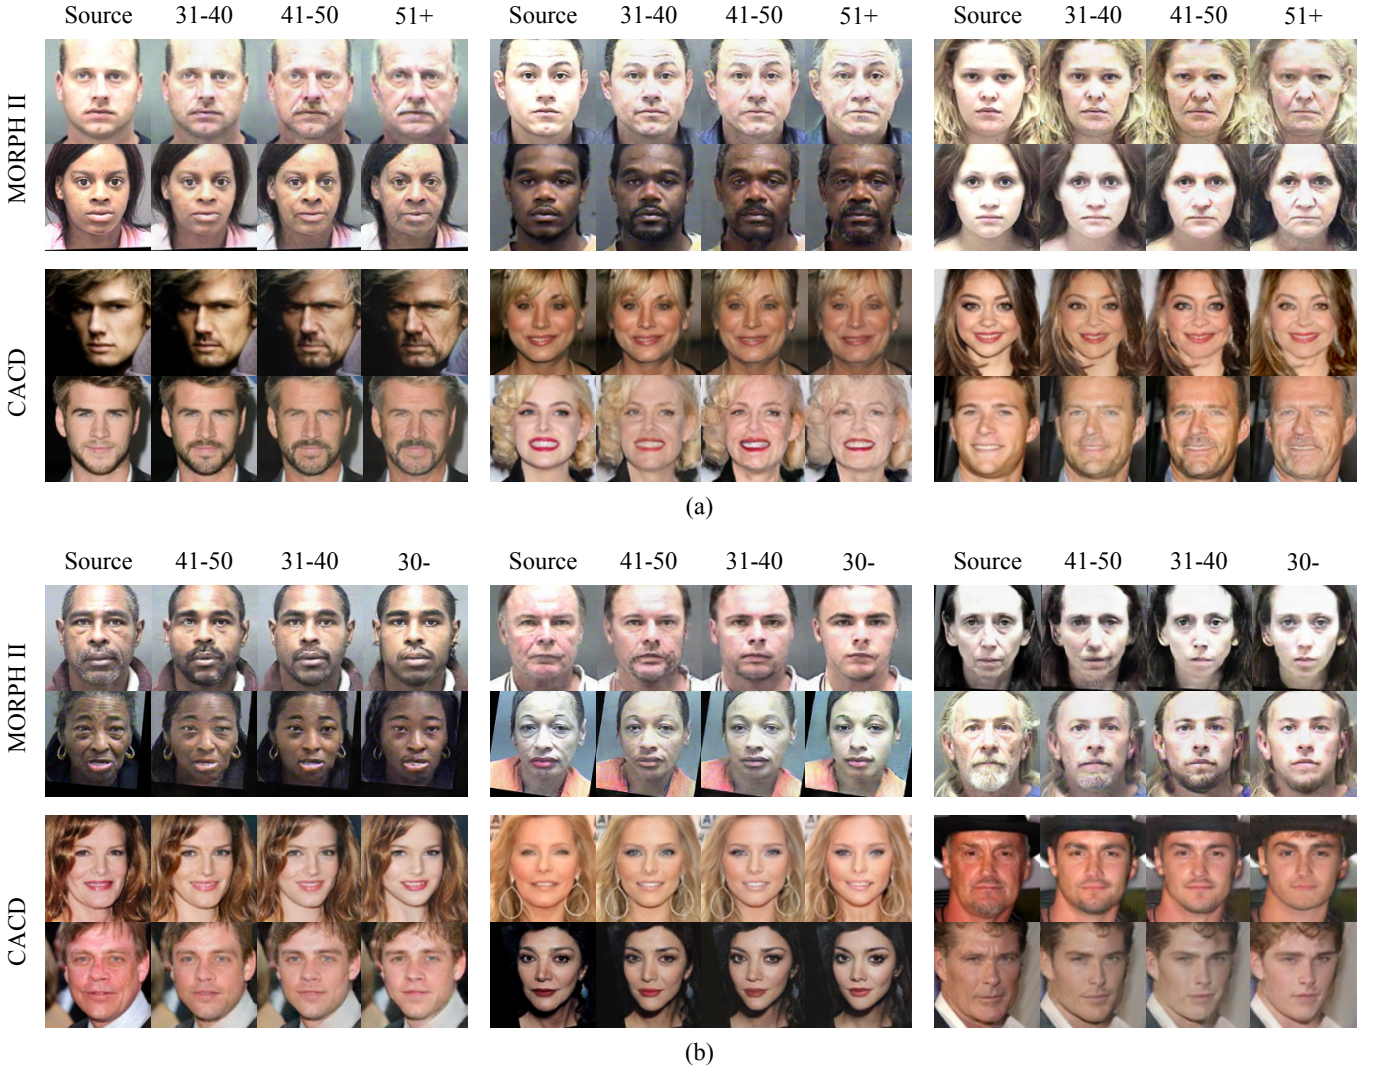 Source 31-40 41-50 51+ Source 31-40 41-50 51+ Source 31-40 41-50 51+
MORPH II
CACD
(a)
Source 41-50 31-40 30- Source 41-50 31-40 30- Source 41-50 31-40 30-
MORPH II
CACD
(b)